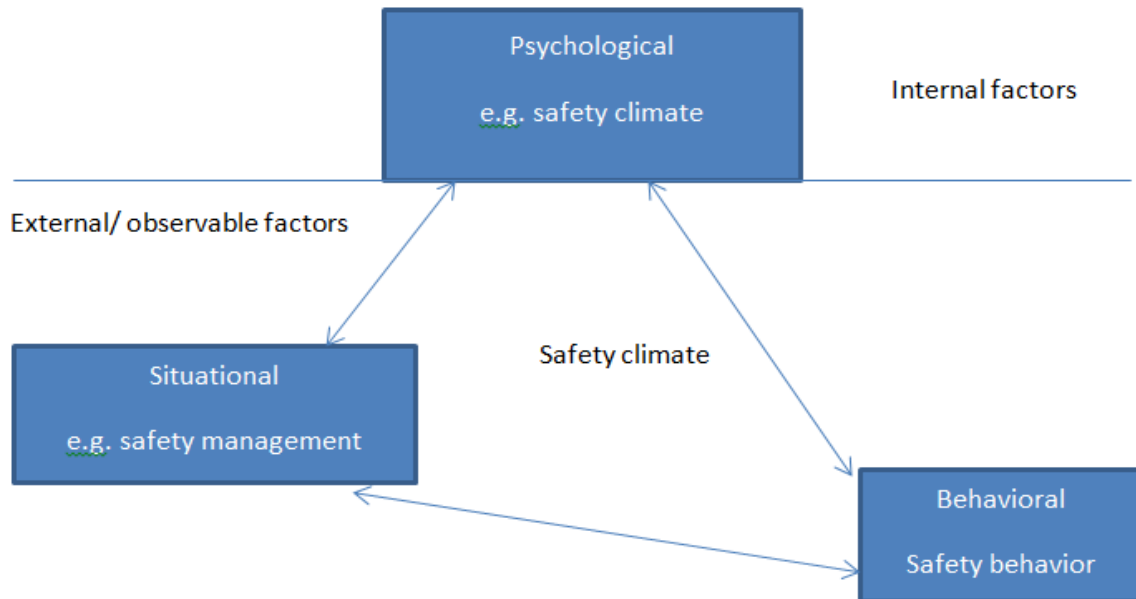 Psychological
e.g. safety climate
Internal factors
External/ observable factors
Safety climate
Situational
e.g. safety management
Behavioral
Safety behavior